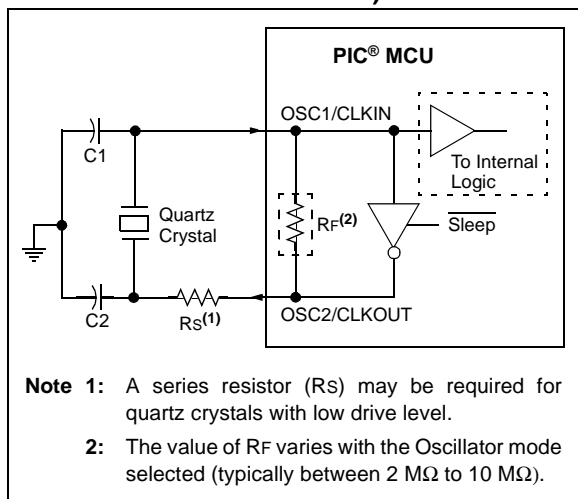 PIC® MCU
OSC1/CLKIN
C1
To Internal
Logic
Quartz
Crystal
RF(2)
Sleep
C2
RS(1)
OSC2/CLKOUT
Note 1: A series resistor (RS) may be required for
quartz crystals with low drive level.
2: The value of RF varies with the Oscillator mode
selected (typically between 2 MΩ to 10 MΩ).